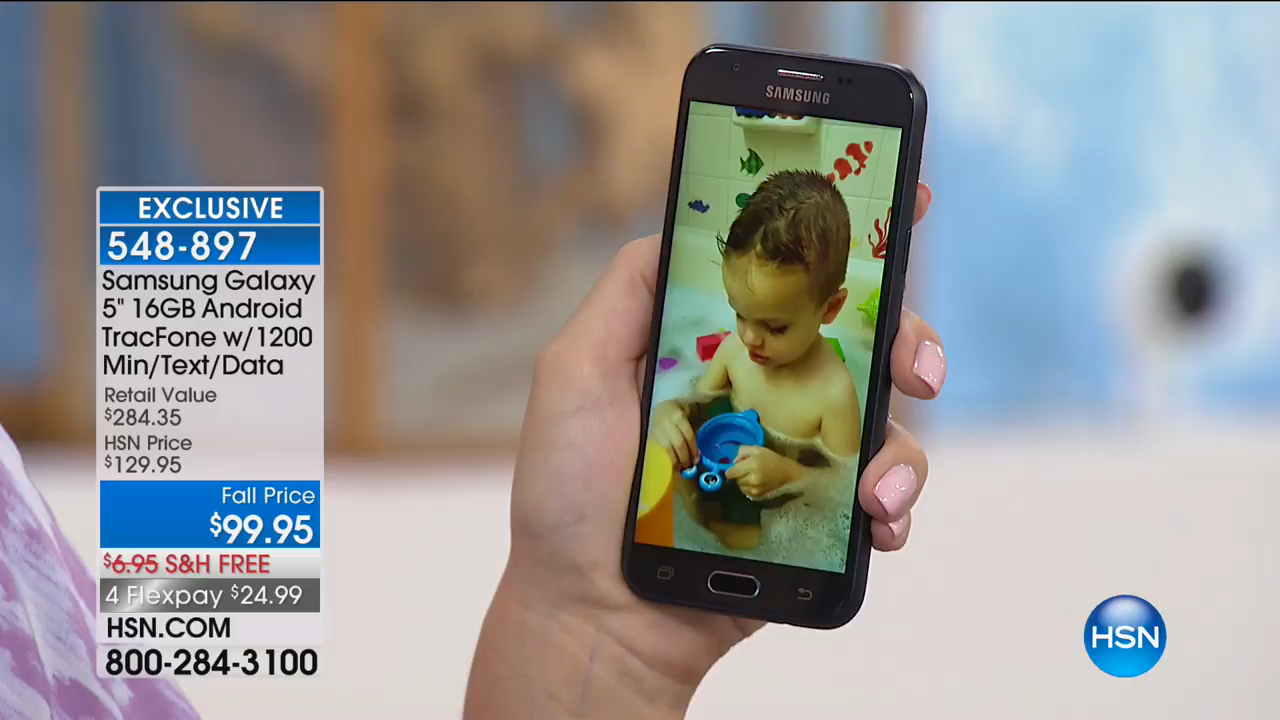 SAMSUNG
EXCLUSIVE
548-897
Samsung Galaxy
5" 16GB Android
TracFone w/1200
Min/Text/Data
Retail Value
$284.35
HSN Price
$129.95
Fall Price
$99.95
$6.95 S&H FREE
4 Flexpay $24.99
HSN.COM
800-284-3100
HSN